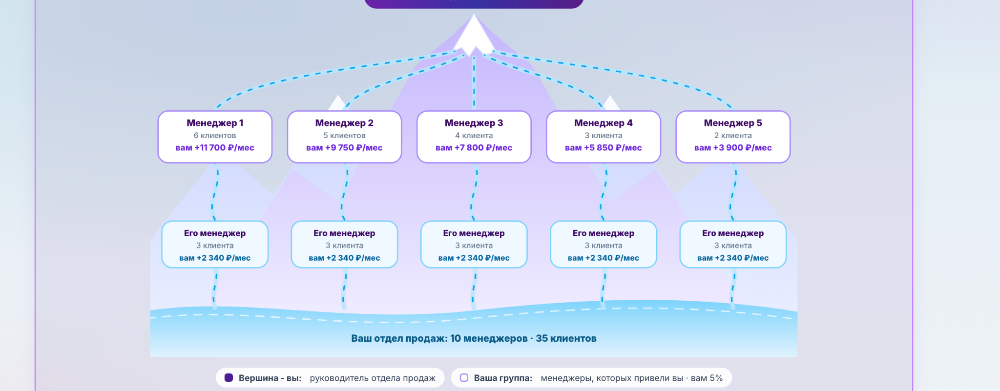 Менеджер 1
6 клиентов
вам +11 700 ₽/мес
Менеджер 2
5 клиентов
вам +9 750 ₽/мес
Менеджер 3
4 клиента
вам +7 800 ₽/мес
Менеджер 4
3 клиента
вам +5 850 ₽/мес
Менеджер 5
2 клиента
вам +3 900 ₽/мес
Его менеджер
3 клиента
вам +2 340 ₽/мес
Его менеджер
3 клиента
вам +2 340 ₽/мес
Его менеджер
3 клиента
вам +2 340 ₽/мес
Его менеджер
3 клиента
вам +2 340 ₽/мес
Его менеджер
3 клиента
вам +2 340 ₽/мес
Ваш отдел продаж: 10 менеджеров · 35 клиентов
Вершина - вы: руководитель отдела продаж
Ваша группа: менеджеры, которых привели вы · вам 5%